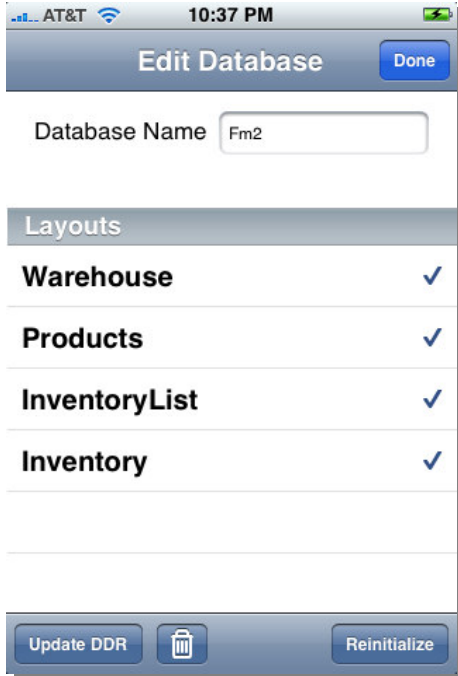 AT&T 10:37 PM
Edit Database Done
Database Name Fm2
Layouts
Warehouse
Products
InventoryList
Inventory
Update DDR Reinitialize